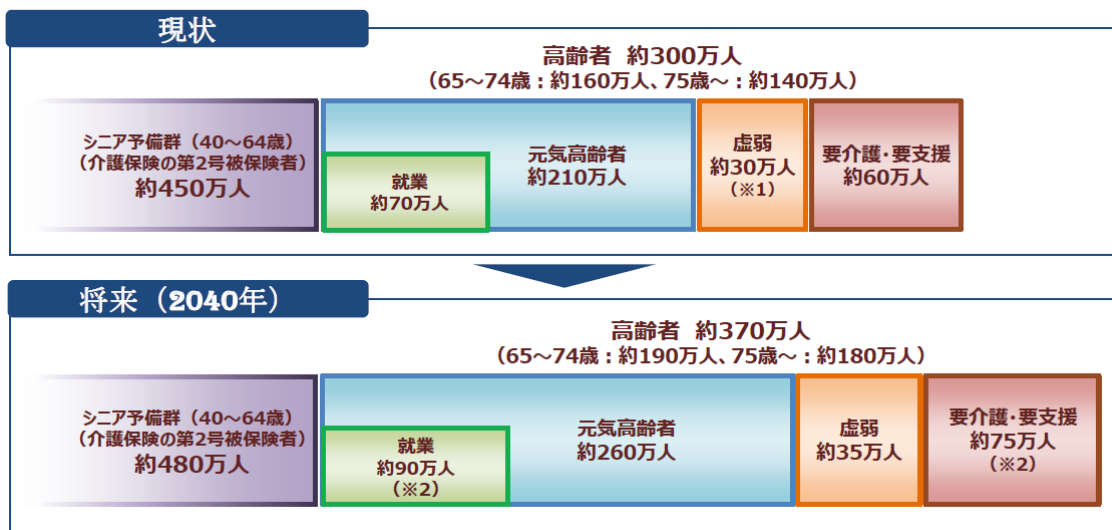 現状
高齢者 約300万人
（65～74歳：約160万人、75歳～：約140万人）
シニア予備群（40～64歳）
（介護保険の第2号被保険者）
約450万人
就業
約70万人
元気高齢者
約210万人
虚弱
約30万人
（※1）
要介護・要支援
約60万人
将来（2040年）
高齢者 約370万人
（65～74歳：約190万人、75歳～：約180万人）
シニア予備群（40～64歳）
（介護保険の第2号被保険者）
約480万人
就業
約90万人
（※2）
元気高齢者
約260万人
虚弱
約35万人
要介護・要支援
約75万人
（※2）